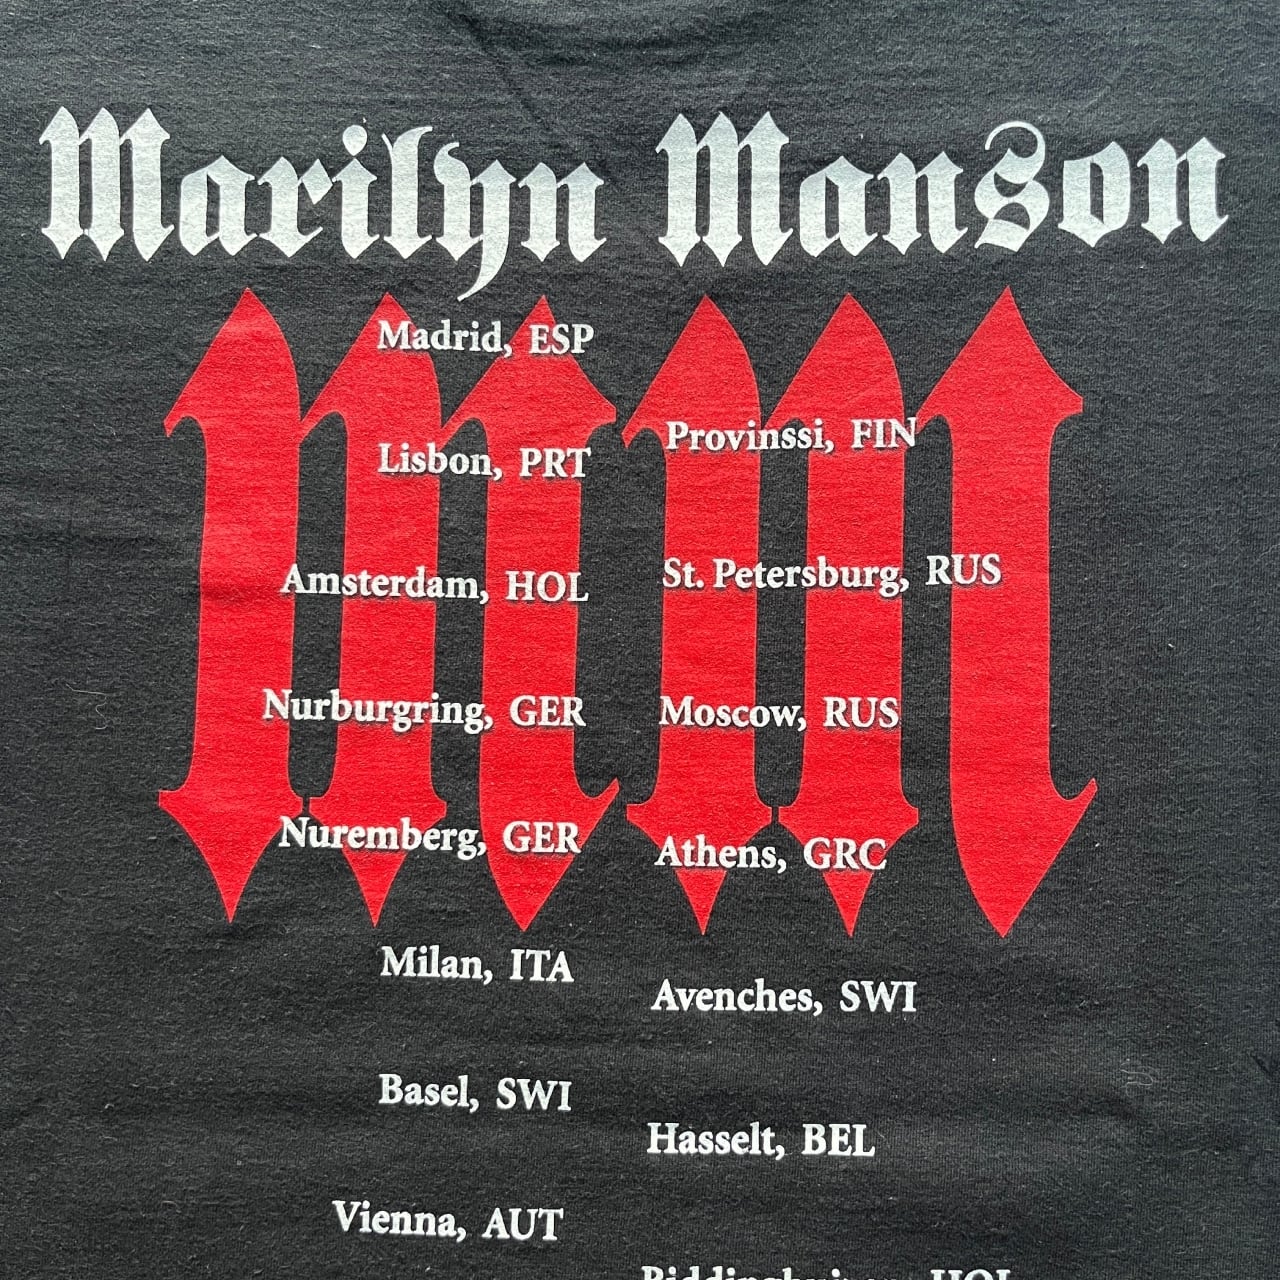 Marilyn Manson
Madrid, ESP
Lisbon, PRT
Amsterdam, HOL
Nurburgring, GER
Nuremberg, GER
Milan, ITA
Basel, SWI
Vienna, AUT
Provinssi, FIN
St. Petersburg, RUS
Moscow, RUS
Athens, GRC
Avenches, SWI
Hasselt, BEL
HOL